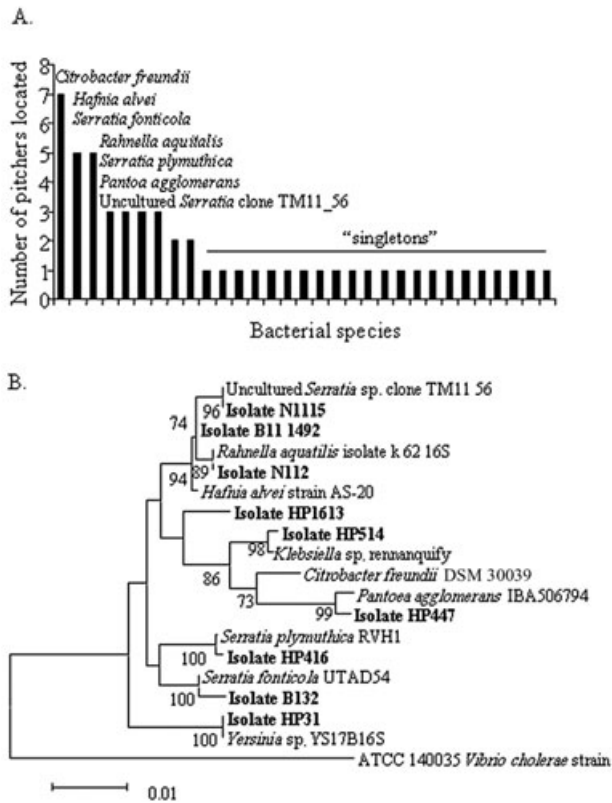 A.
Number of pitchers located
8
7
6
5
4
3
2
1
0
Citrobacter freundii
Hafnia alvei
Serratia fonticola
Rahnella aquitalis
Serratia plymuthica
Pantoa agglomerans
Uncultured Serratia clone TM11_56
“singletons”
Bacterial species
B.
Uncultured Serratia sp. clone TM11 56
96
Isolate N1115
74
Isolate B11 1492
Rahnella aquatilis isolate k 62 16S
89
Isolate N112
94
Hafnia alvei strain AS-20
Isolate HP1613
Isolate HP514
98
Klebsiella sp. rennanquify
86
Citrobacter freundii DSM 30039
73
Pantoea agglomerans IBA506794
99
Isolate HP447
Serratia plymuthica RVH1
100
Isolate HP416
Serratia fonticola UTAD54
100
Isolate B132
Isolate HP31
100
Yersinia sp. YS17B16S
ATCC 140035 Vibrio cholerae strain
0.01